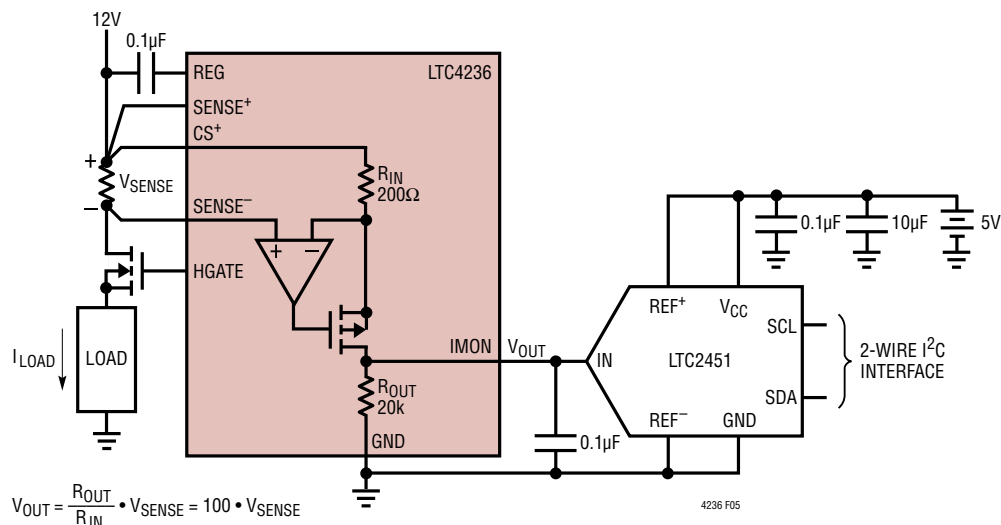 12V
0.1µF
REG
LTC4236
SENSE+
CS+
+
VSENSE
–
RIN
200Ω
SENSE–
+ –
HGATE
ILOAD
LOAD
IMON
VOUT
ROUT
20k
GND
0.1µF
0.1µF
10µF
5V
REF+
VCC
SCL
IN
LTC2451
2-WIRE I2C
INTERFACE
SDA
REF–
GND
VOUT = ROUT/RIN • VSENSE = 100 • VSENSE
4236 F05